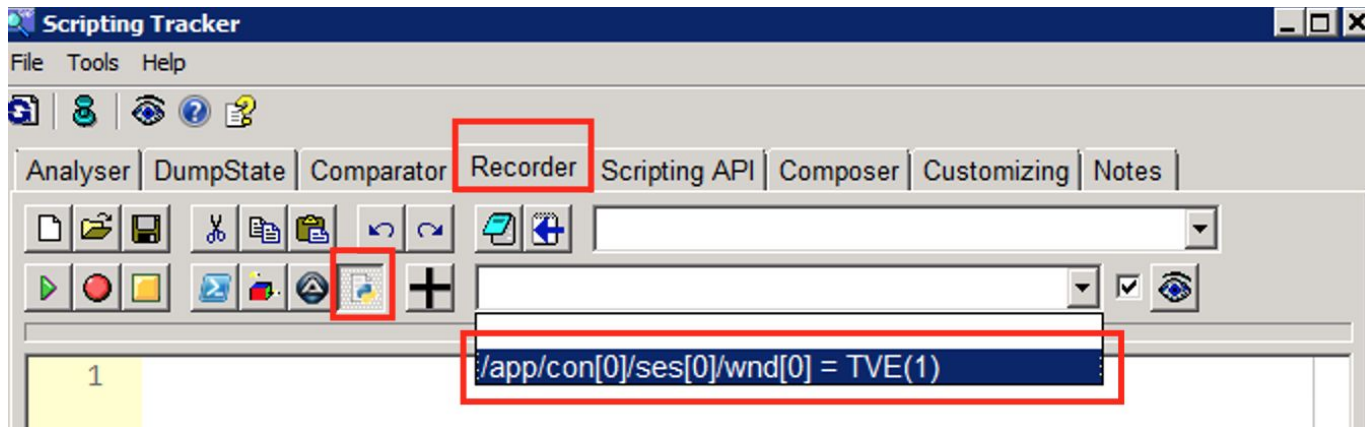 Scripting Tracker
File Tools Help
Analyser DumpState Comparator Recorder Scripting API Composer Customizing Notes
/app/con[0]/ses[0]/wnd[0] = TVE(1)
1